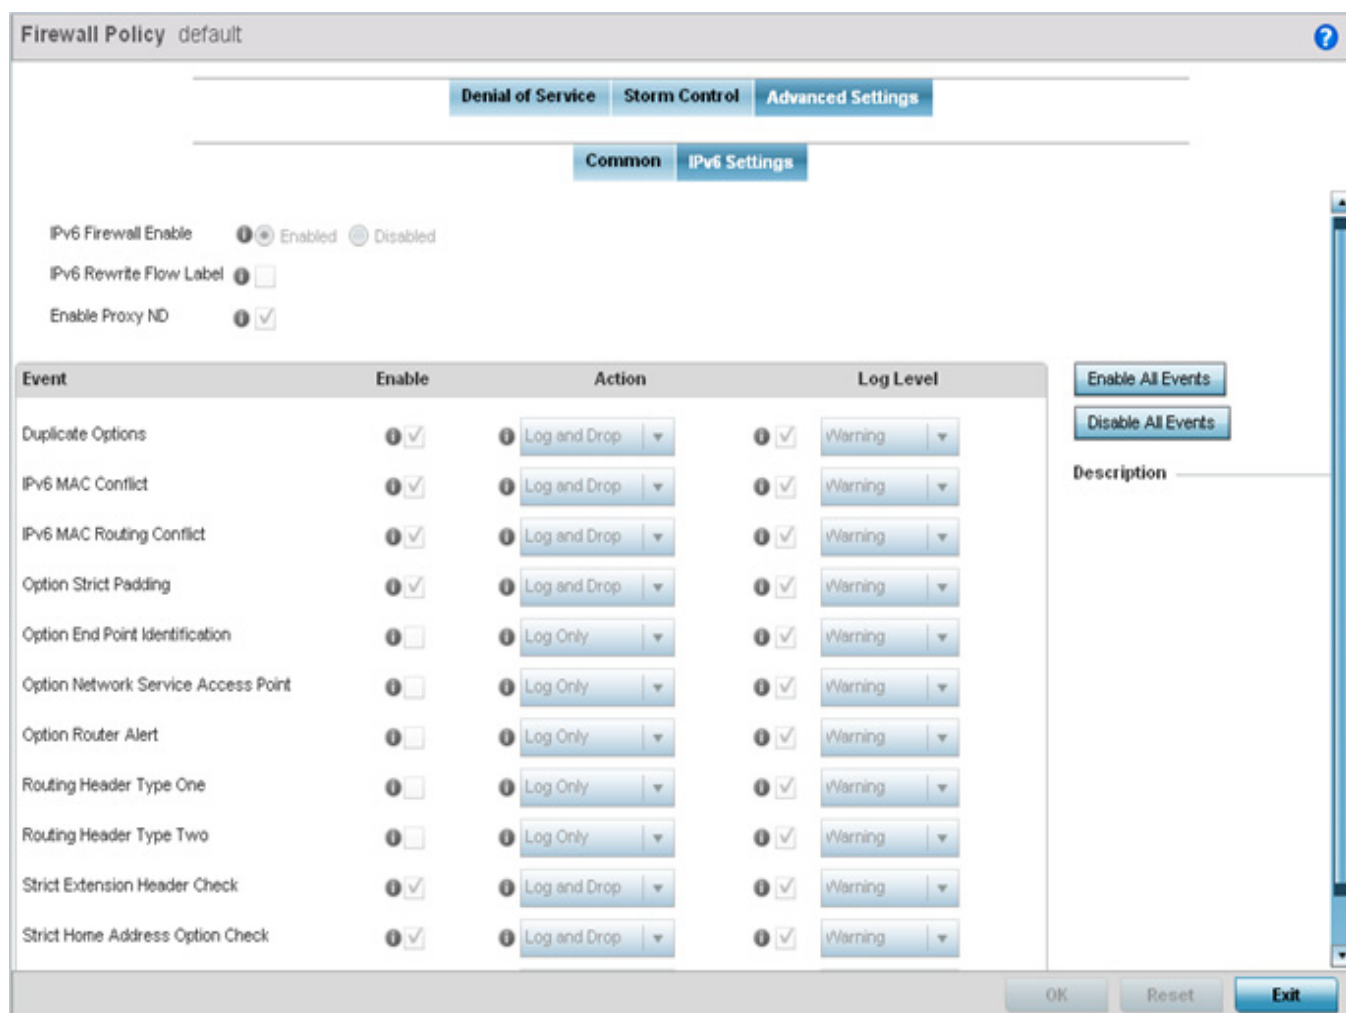 Firewall Policy default
Denial of Service Storm Control Advanced Settings
Common IPv6 Settings
IPv6 Firewall Enable Enabled Disabled
IPv6 Rewrite Flow Label
Enable Proxy ND
Event Enable Action Log Level
Enable All Events
Duplicate Options Log and Drop Warning
Disable All Events
Description
IPv6 MAC Conflict Log and Drop Warning
IPv6 MAC Routing Conflict Log and Drop Warning
Option Strict Padding Log and Drop Warning
Option End Point Identification Log Only Warning
Option Network Service Access Point Log Only Warning
Option Router Alert Log Only Warning
Routing Header Type One Log Only Warning
Routing Header Type Two Log Only Warning
Strict Extension Header Check Log and Drop Warning
Strict Home Address Option Check Log and Drop Warning
OK Reset Exit